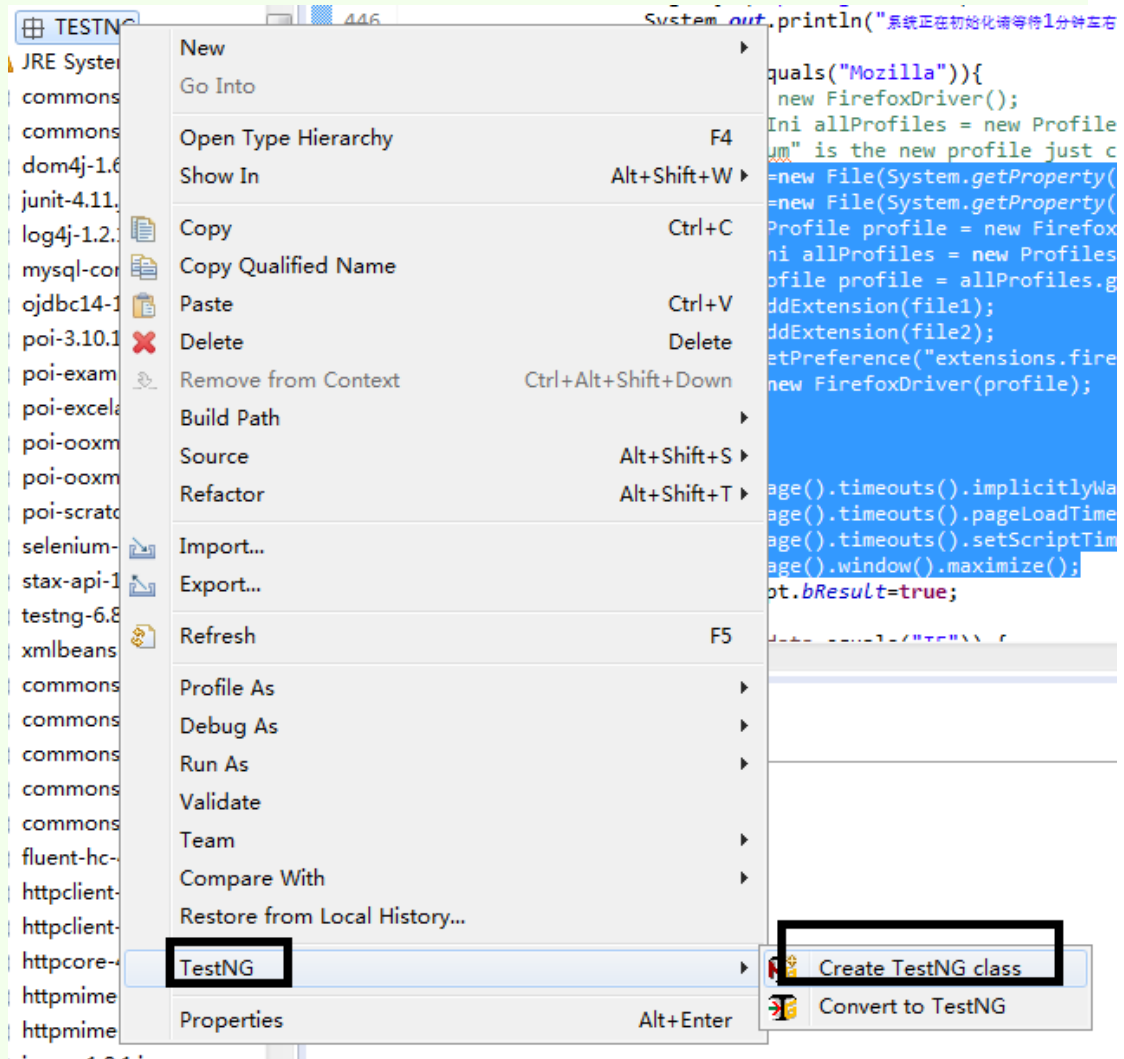 TESTNG
JRE Syste
commons
commons
dom4j-1.6
junit-4.11.
log4j-1.2.
mysql-cor
ojdbc14-1
poi-3.10.1
poi-exam
poi-excela
poi-ooxm
poi-ooxm
poi-scratc
selenium-
stax-api-1
testng-6.8
xmlbeans
commons
commons
commons
commons
commons
fluent-hc-
httpclient-
httpclient-
httpcore-4
httpmime
httpmime
New
Go Into
Open Type Hierarchy F4
Show In Alt+Shift+W
Copy Ctrl+C
Copy Qualified Name
Paste Ctrl+V
Delete Delete
Remove from Context Ctrl+Alt+Shift+Down
Build Path
Source Alt+Shift+S
Refactor Alt+Shift+T
Import...
Export...
Refresh F5
Profile As
Debug As
Run As
Validate
Team
Compare With
Restore from Local History...
TestNG
Properties Alt+Enter
Create TestNG class
Convert to TestNG
446 System.out.println("系统正在初始化请等待1分钟左右
quals("Mozilla")){
new FirefoxDriver();
Ini allProfiles = new Profile
um" is the new profile just c
=new File(System.getProperty(
=new File(System.getProperty(
Profile profile = new Firefox
ni allProfiles = new Profiles
ofile profile = allProfiles.g
ddExtension(file1);
ddExtension(file2);
etPreference("extensions.fire
new FirefoxDriver(profile);
age().timeouts().implicitlyWa
age().timeouts().pageLoadTime
age().timeouts().setScriptTim
age().window().maximize();
pt.bResult=true;